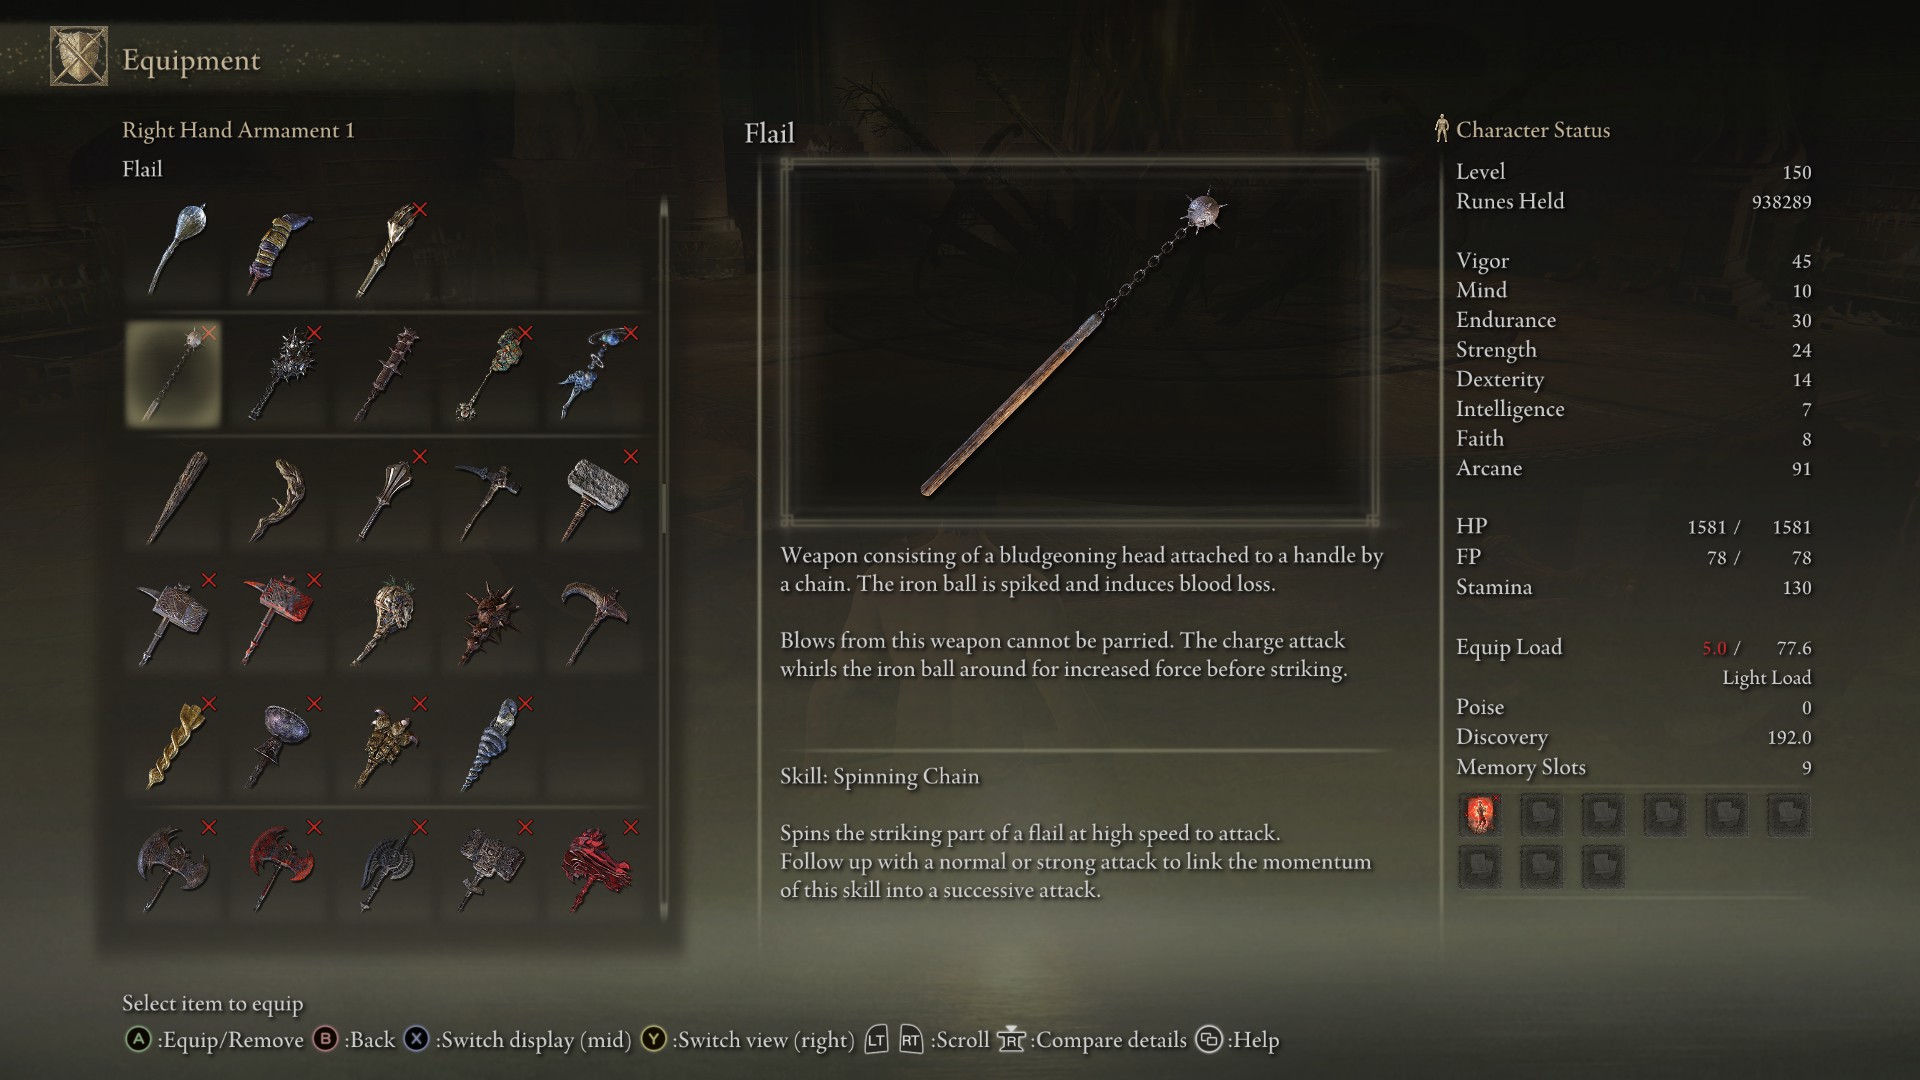 Equipment
Right Hand Armament 1
Flail
Flail
Weapon consisting of a bludgeoning head attached to a handle by
a chain. The iron ball is spiked and induces blood loss.
Blows from this weapon cannot be parried. The charge attack
whirls the iron ball around for increased force before striking.
Skill: Spinning Chain
Spins the striking part of a flail at high speed to attack.
Follow up with a normal or strong attack to link the momentum
of this skill into a successive attack.
Character Status
Level 150
Runes Held 938289
Vigor 45
Mind 10
Endurance 30
Strength 24
Dexterity 14
Intelligence 7
Faith 8
Arcane 91
HP 1581 / 1581
FP 78 / 78
Stamina 130
Equip Load 5.0 / 77.6
Light Load
Poise 0
Discovery 192.0
Memory Slots 9
Select item to equip
A :Equip/Remove B :Back X :Switch display (mid) Y :Switch view (right) LT RT :Scroll R :Compare details :Help